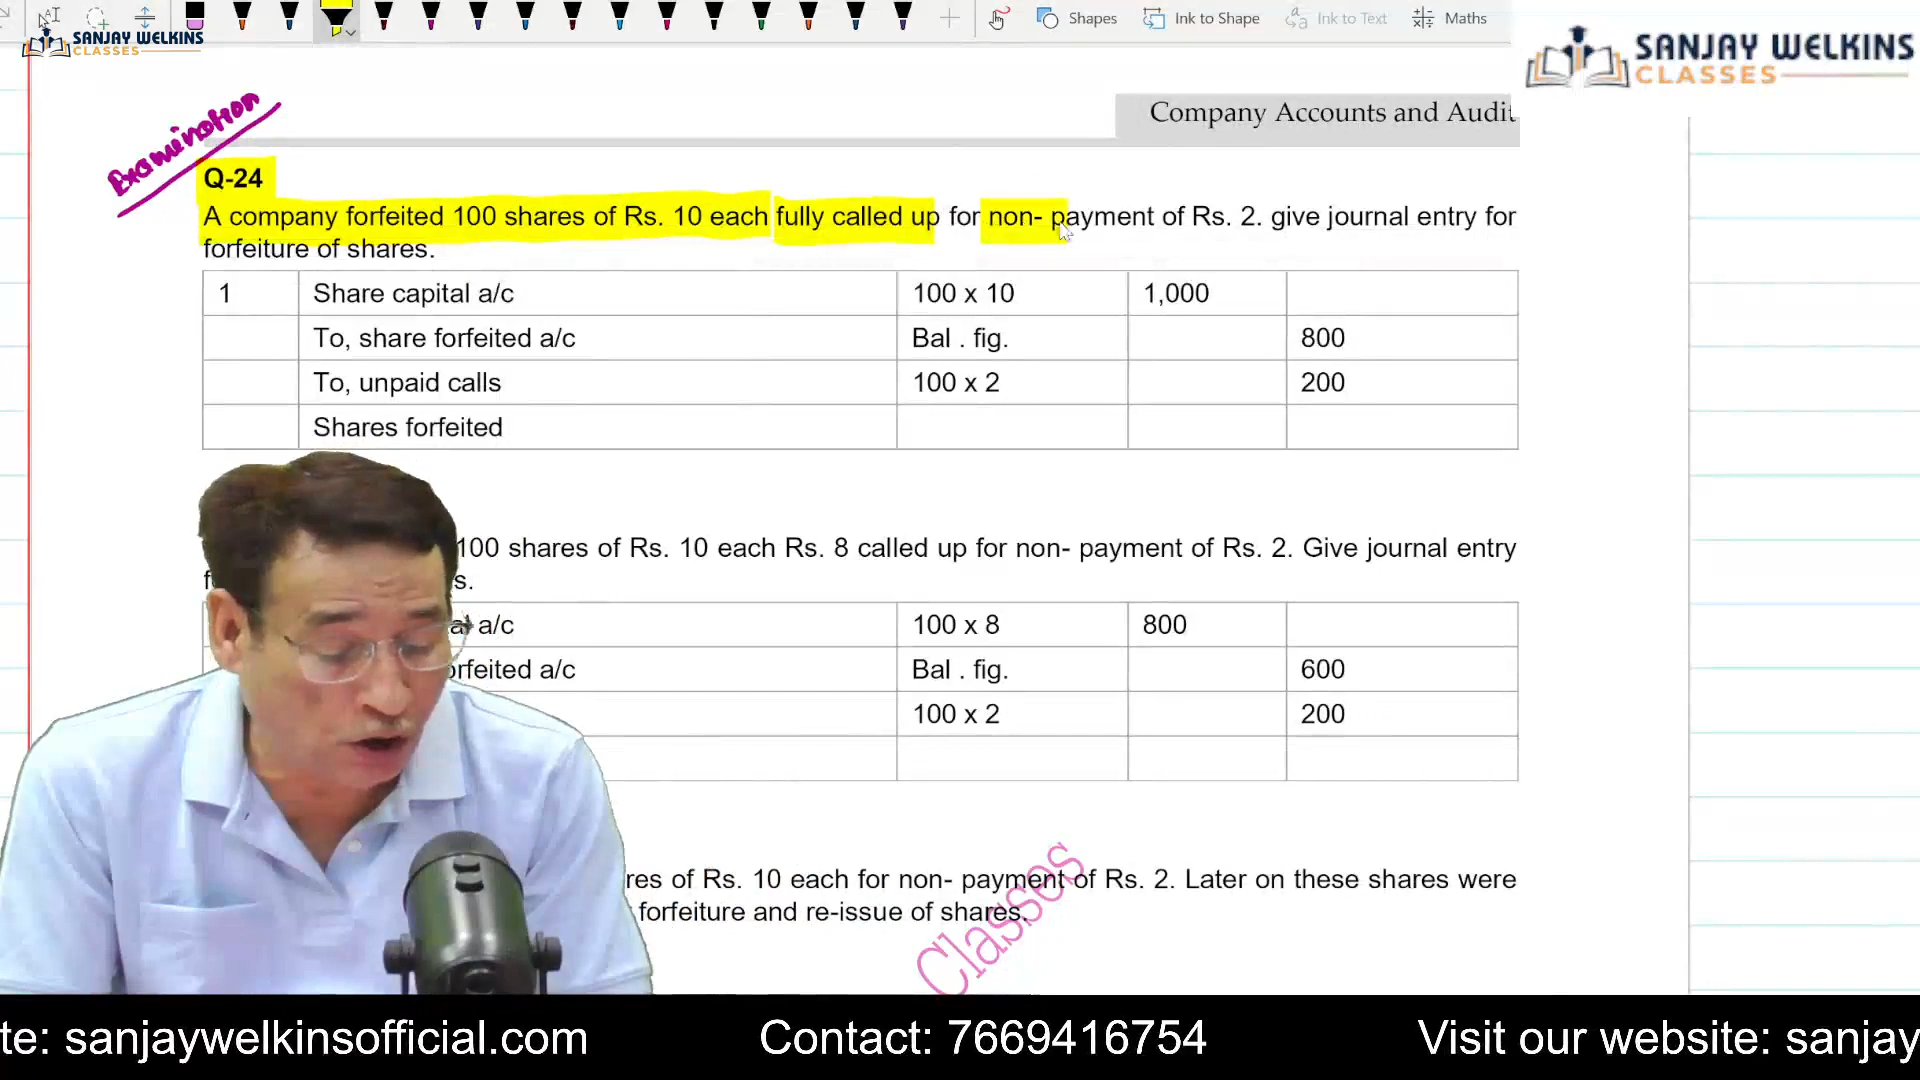 Shapes
Ink to Shape
Ink to Text
Maths
SANJAY WELKINS
CLASSES
SANJAY WELKINS
CLASSES
Examination
Company Accounts and Audit
Q-24
A company forfeited 100 shares of Rs. 10 each fully called up for non- payment of Rs. 2. give journal entry for
forfeiture of shares.
1 Share capital a/c 100 x 10 1,000
To, share forfeited a/c Bal . fig. 800
To, unpaid calls 100 x 2 200
Shares forfeited
100 shares of Rs. 10 each Rs. 8 called up for non- payment of Rs. 2. Give journal entry
s.
a/c 100 x 8 800
orfeited a/c Bal . fig. 600
100 x 2 200
res of Rs. 10 each for non- payment of Rs. 2. Later on these shares were
forfeiture and re-issue of shares.
Classes
te: sanjaywelkinsofficial.com Contact: 7669416754 Visit our website: sanjay